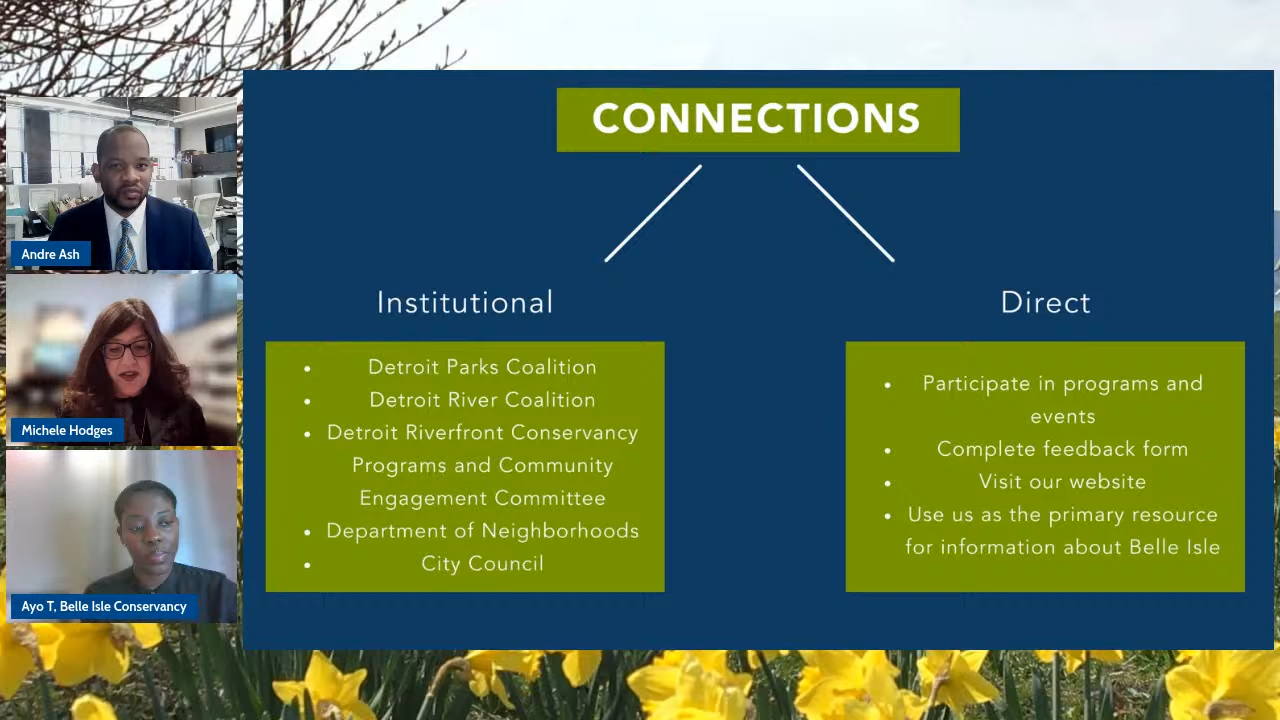 CONNECTIONS
Institutional
Detroit Parks Coalition
Detroit River Coalition
Detroit Riverfront Conservancy
Programs and Community
Engagement Committee
Department of Neighborhoods
City Council
Direct
Participate in programs and
events
Complete feedback form
Visit our website
Use us as the primary resource
for information about Belle Isle
Andre Ash
Michele Hodges
Ayo T, Belle Isle Conservancy